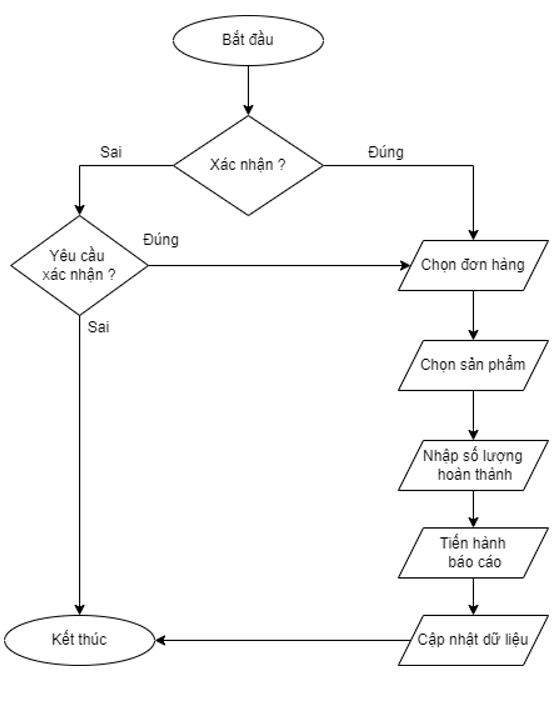 Bắt đầu
Sai
Xác nhận ?
Đúng
Yêu cầu
xác nhận ?
Đúng
Chọn đơn hàng
Sai
Chọn sản phẩm
Nhập số lượng
hoàn thành
Tiến hành
báo cáo
Kết thúc
Cập nhật dữ liệu